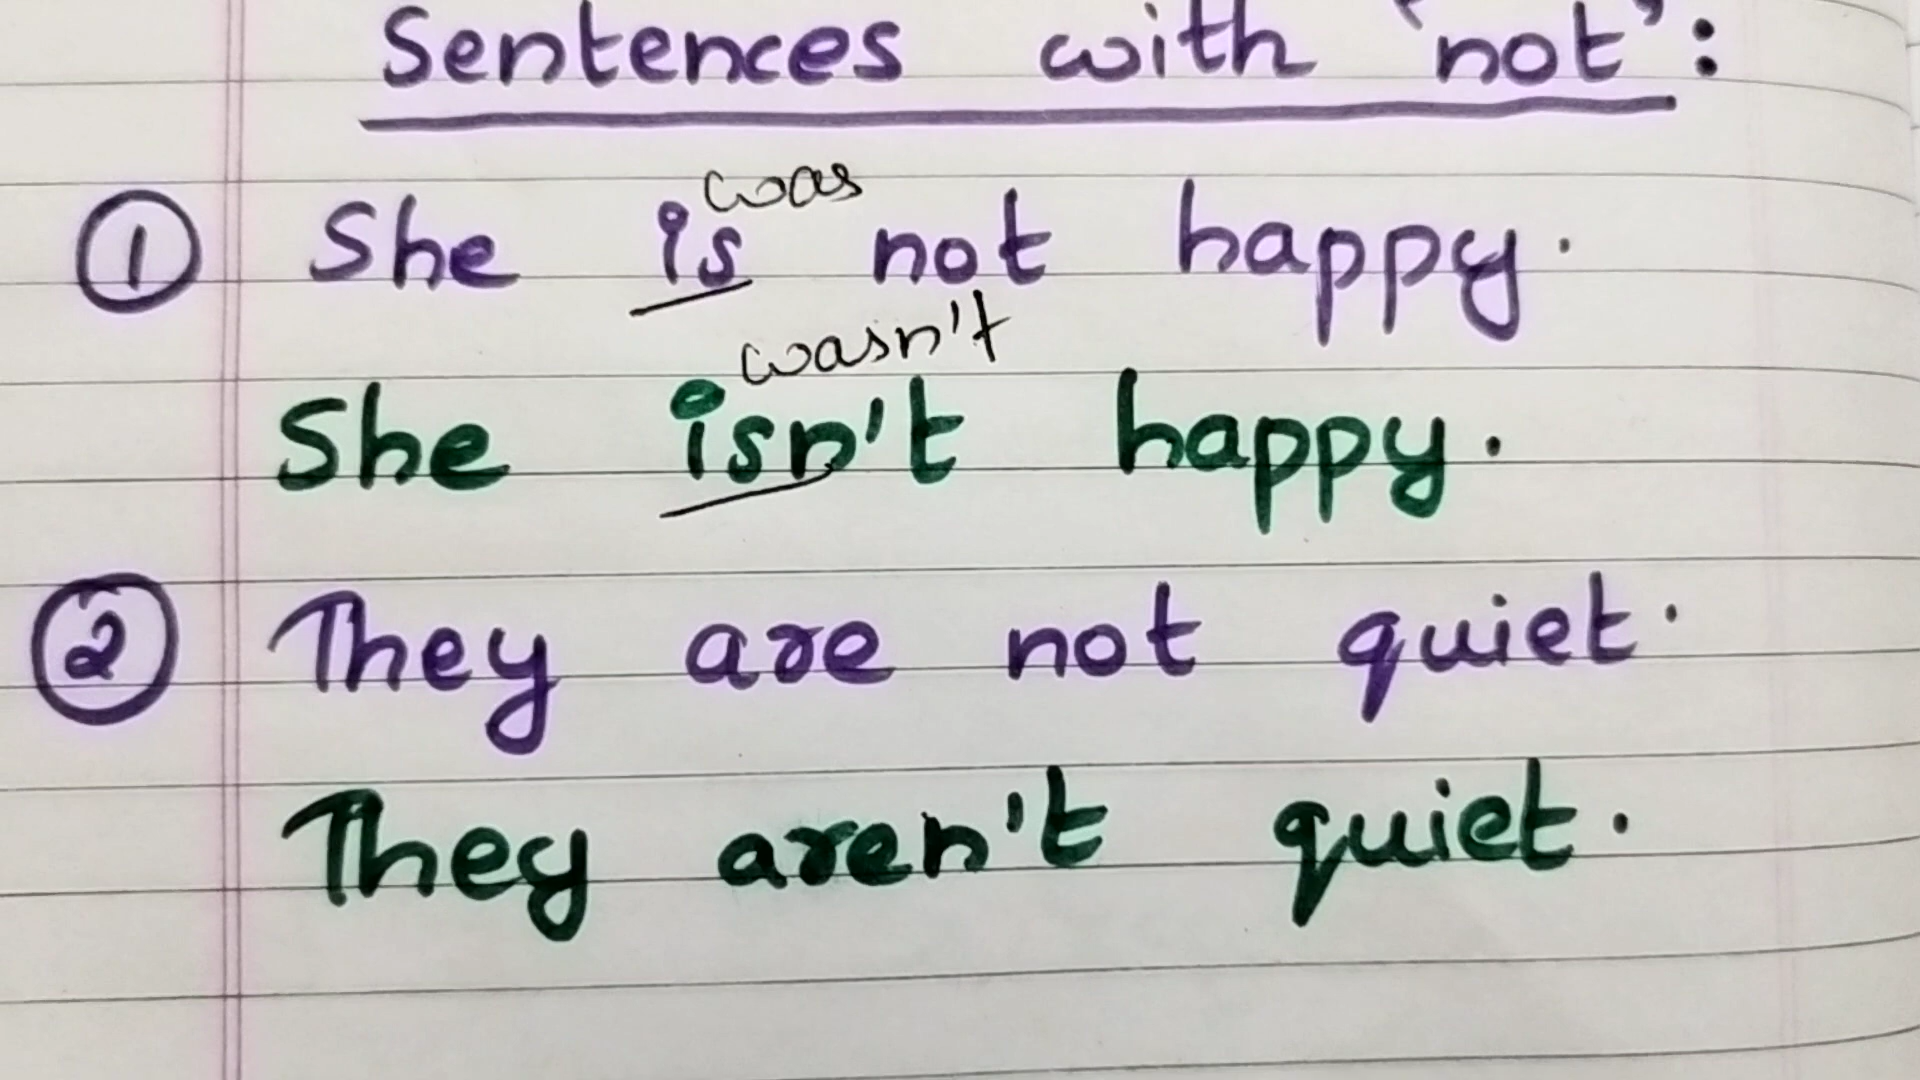 Sentences with 'not':
was
① She is not happy.
wasn't
She isn't happy.
② They are not quiet.
They aren't quiet.